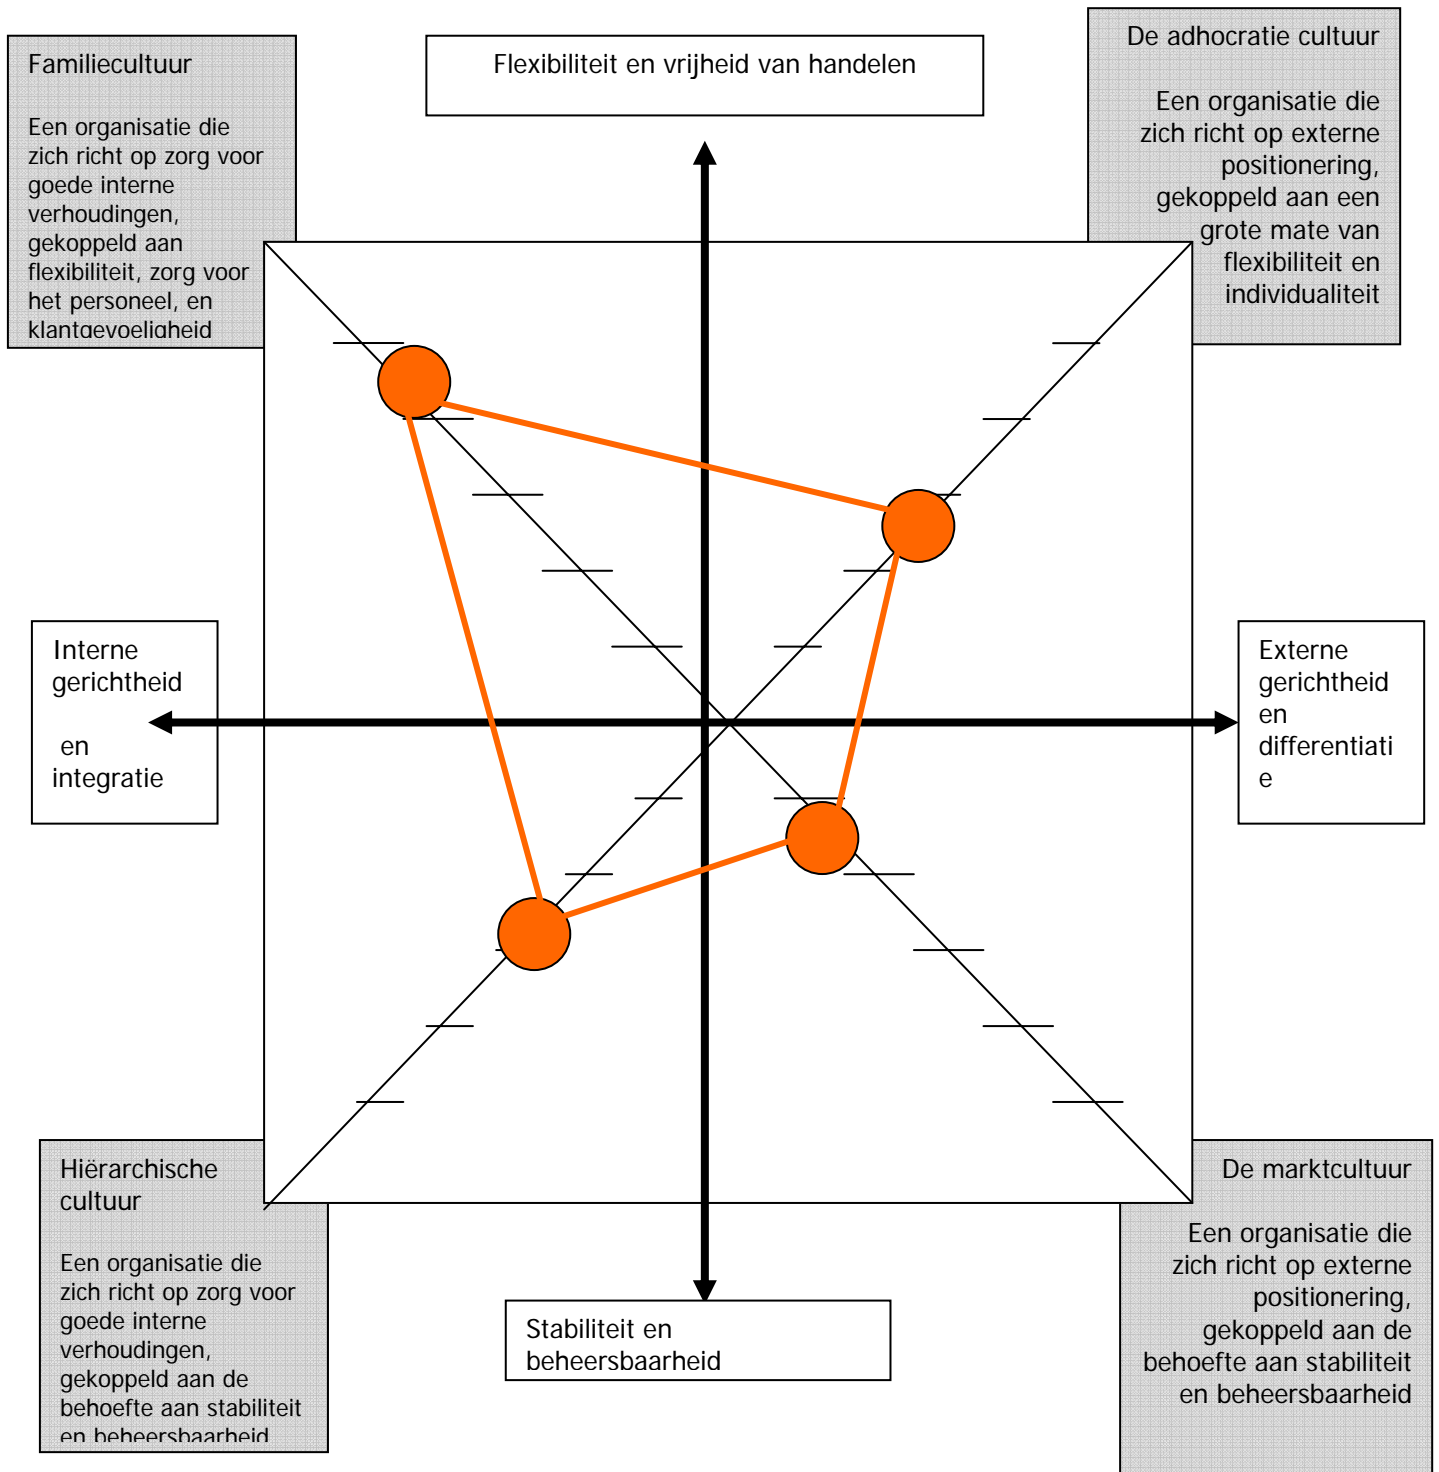 Familiecultuur
Een organisatie die
zich richt op zorg voor
goede interne
verhoudingen,
gekoppeld aan
flexibiliteit, zorg voor
het personeel, en
klantgevoeligheid
Flexibiliteit en vrijheid van handelen
De adhocratie cultuur
Een organisatie die
zich richt op externe
positionering,
gekoppeld aan een
grote mate van
flexibiliteit en
individualiteit
Interne
gerichtheid
en
integratie
Externe
gerichtheid
en
differentiati
e
Hiërarchische
cultuur
Een organisatie die
zich richt op zorg voor
goede interne
verhoudingen,
gekoppeld aan de
behoefte aan stabiliteit
en beheersbaarheid
Stabiliteit en
beheersbaarheid
De marktcultuur
Een organisatie die
zich richt op externe
positionering,
gekoppeld aan de
behoefte aan stabiliteit
en beheersbaarheid